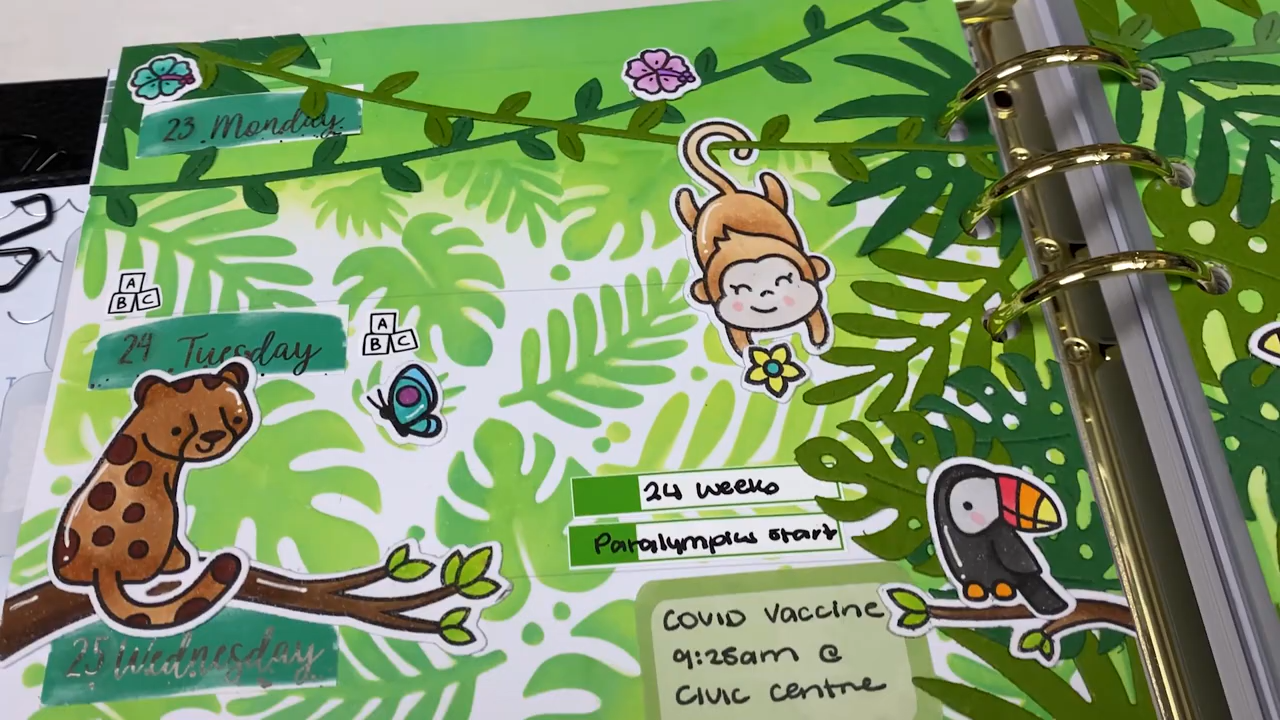 23 Monday
A
B C
24 Tuesday
A
B C
24 weeks
Paralympics start
25 Wednesday
COVID Vaccine
9:25am @
Civic Centre